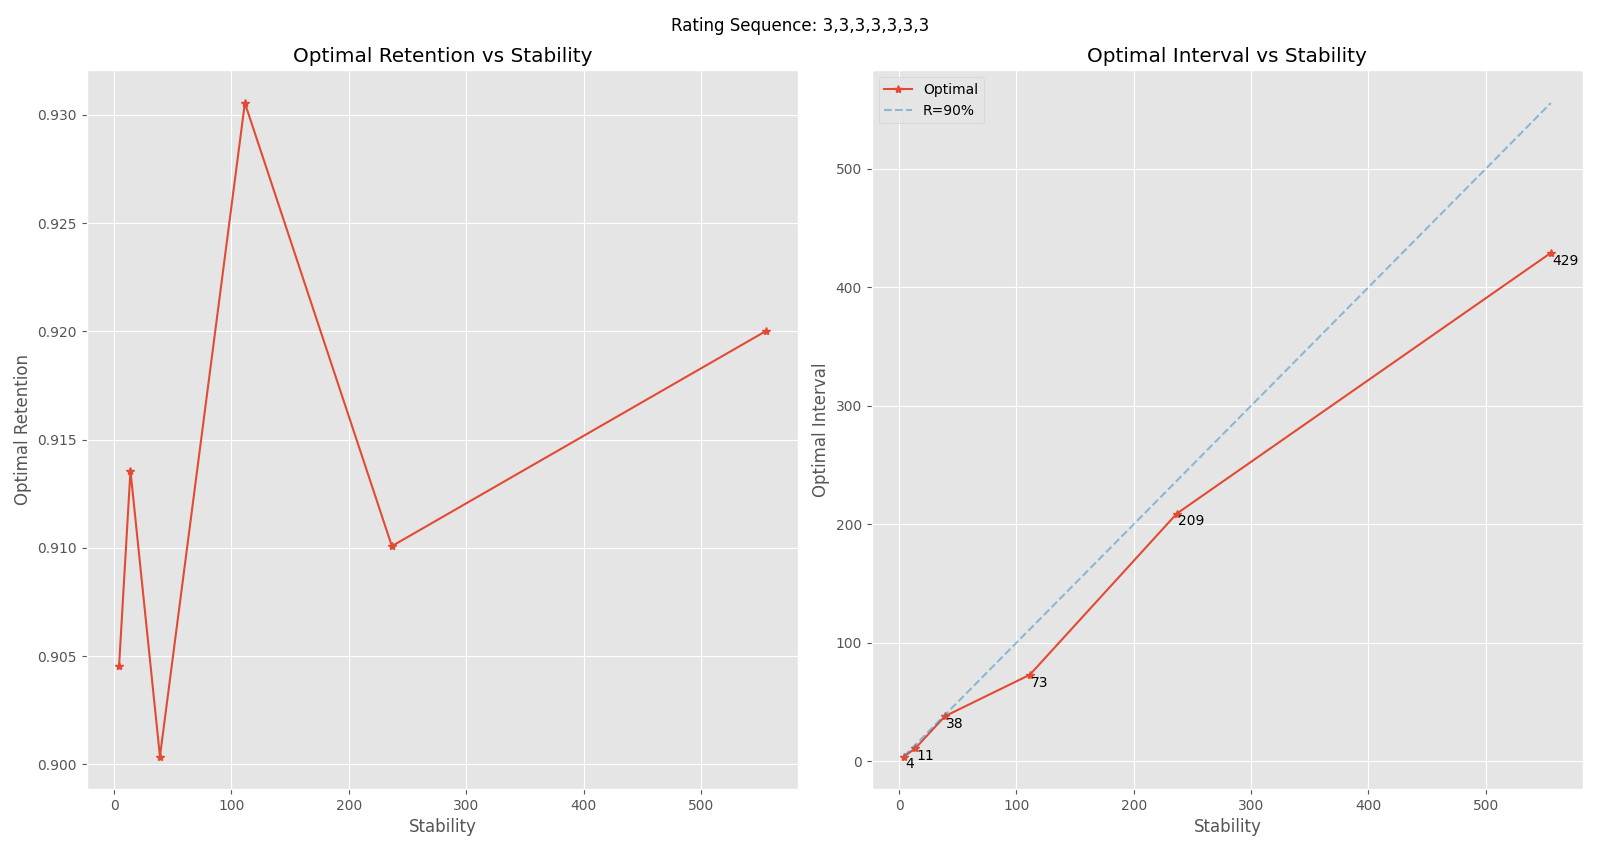 Rating Sequence: 3,3,3,3,3,3,3
Optimal Retention vs Stability
0.930
0.925
0.920
0.915
0.910
0.905
0.900
Optimal Retention
0 100 200 300 400 500
Stability
Optimal Interval vs Stability
Optimal
R=90%
500
400
300
200
100
0
Optimal Interval
4
11
38
73
209
429
0 100 200 300 400 500
Stability